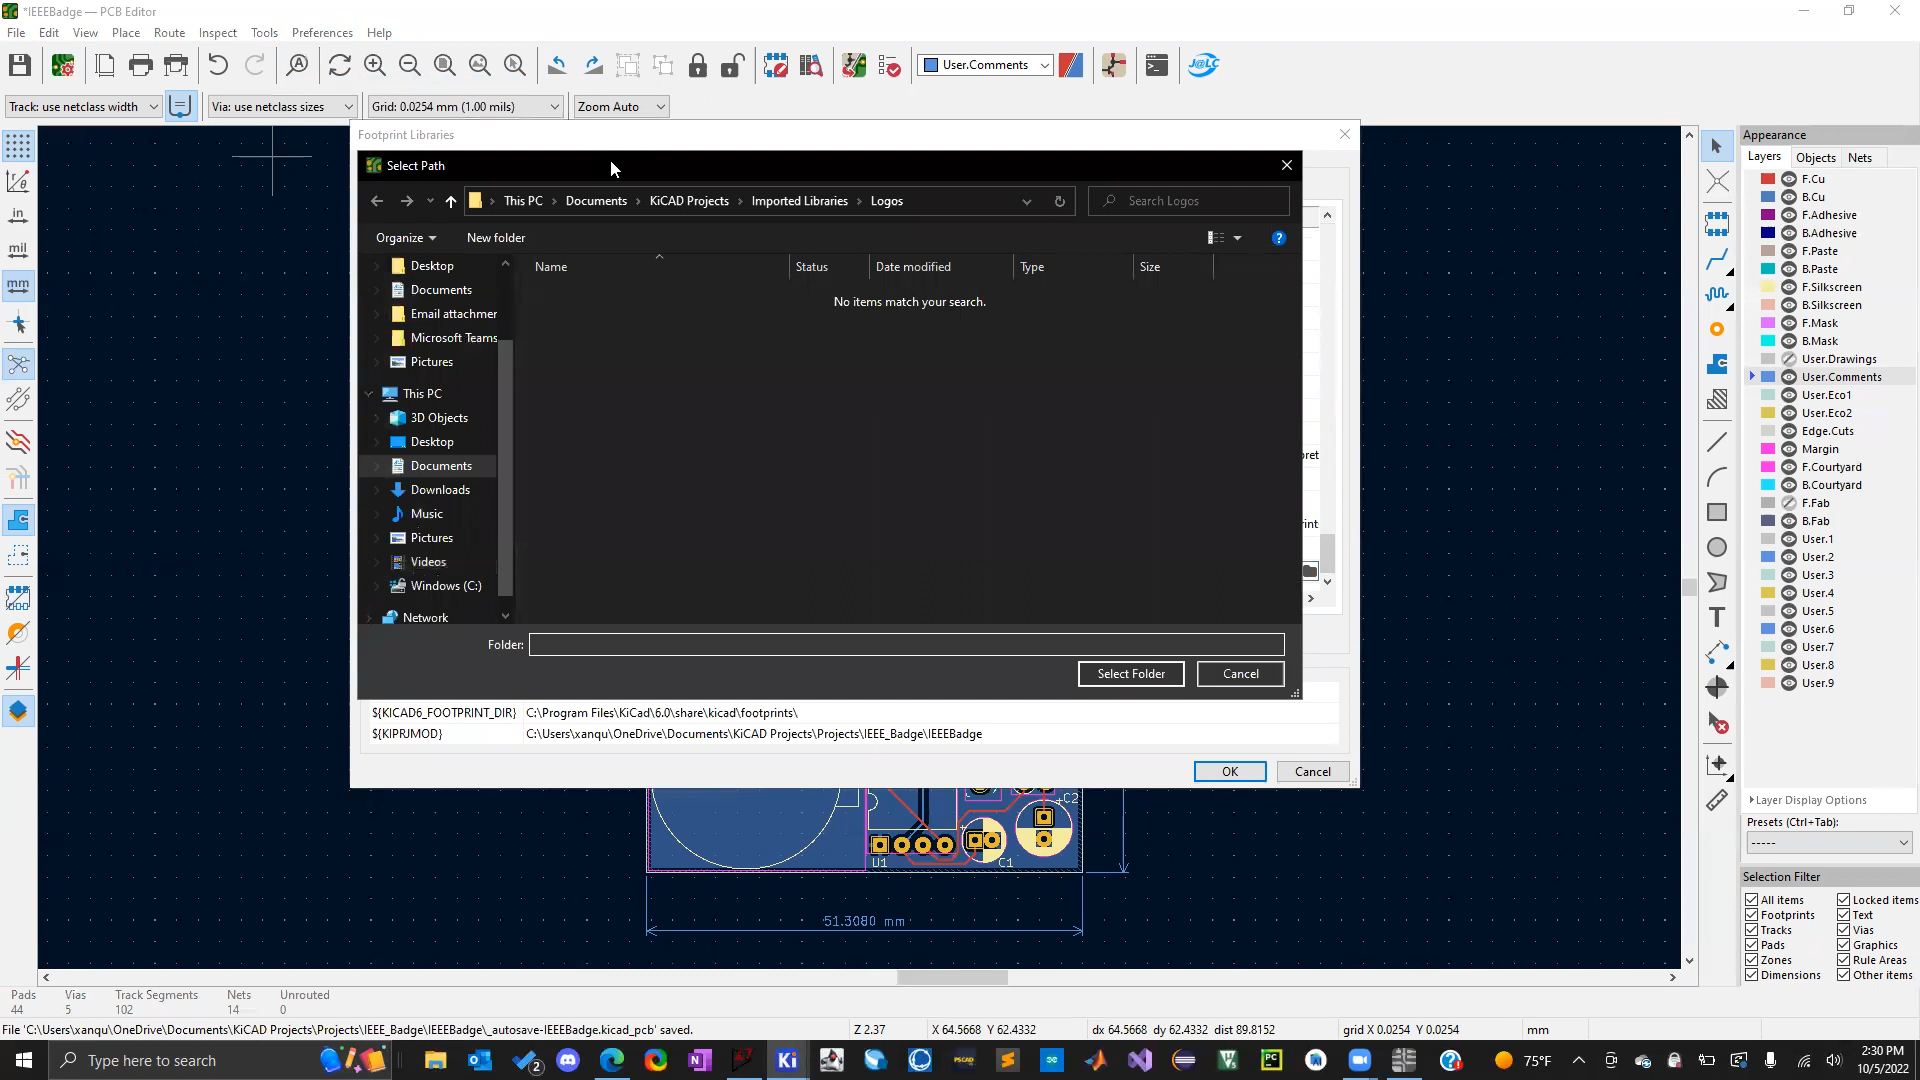 *IEEEBadge — PCB Editor
File Edit View Place Route Inspect Tools Preferences Help
User.Comments
J@LC
Track: use netclass width
Via: use netclass sizes
Grid: 0.0254 mm (1.00 mils)
Zoom Auto
Footprint Libraries
Select Path
This PC > Documents > KiCAD Projects > Imported Libraries > Logos
Search Logos
Organize
New folder
Name Status Date modified Type Size
No items match your search.
Desktop
Documents
Email attachmer
Microsoft Teams
Pictures
This PC
3D Objects
Desktop
Documents
Downloads
Music
Pictures
Videos
Windows (C:)
Network
Folder:
Select Folder
Cancel
${KICAD6_FOOTPRINT_DIR} C:\Program Files\KiCad\6.0\share\kicad\footprints\
${KIPRJMOD} C:\Users\xanqu\OneDrive\Documents\KiCAD Projects\Projects\IEEE_Badge\IEEEBadge
OK
Cancel
in
mil
mm
C2
U1
C1
51.3080 mm
Appearance
Layers Objects Nets
F.Cu
B.Cu
F.Adhesive
B.Adhesive
F.Paste
B.Paste
F.Silkscreen
B.Silkscreen
F.Mask
B.Mask
User.Drawings
User.Comments
User.Eco1
User.Eco2
Edge.Cuts
Margin
F.Courtyard
B.Courtyard
F.Fab
B.Fab
User.1
User.2
User.3
User.4
User.5
User.6
User.7
User.8
User.9
Layer Display Options
Presets (Ctrl+Tab):
-----
Selection Filter
All items Locked items
Footprints Text
Tracks Vias
Pads Graphics
Zones Rule Areas
Dimensions Other items
Pads Vias Track Segments Nets Unrouted
44 5 102 14 0
File 'C:\Users\xanqu\OneDrive\Documents\KiCAD Projects\Projects\IEEE_Badge\IEEEBadge\_autosave-IEEEBadge.kicad_pcb' saved.
Z 2.37
X 64.5668 Y 62.4332
dx 64.5668 dy 62.4332 dist 89.8152
grid X 0.0254 Y 0.0254
mm
Type here to search
2
Ki
PSCAD
PC
75°F
2:30 PM
10/5/2022